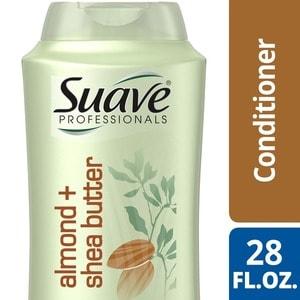 Suave
PROFESSIONALS
almond +
shea butter
Conditioner
28
FL.OZ.